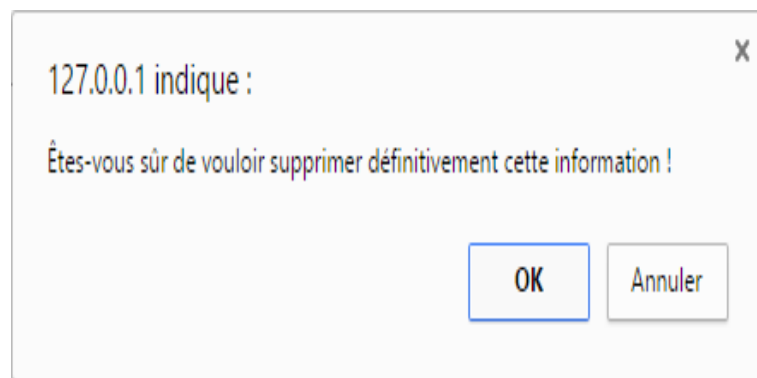 127.0.0.1 indique :
Êtes-vous sûr de vouloir supprimer définitivement cette information !
OK Annuler